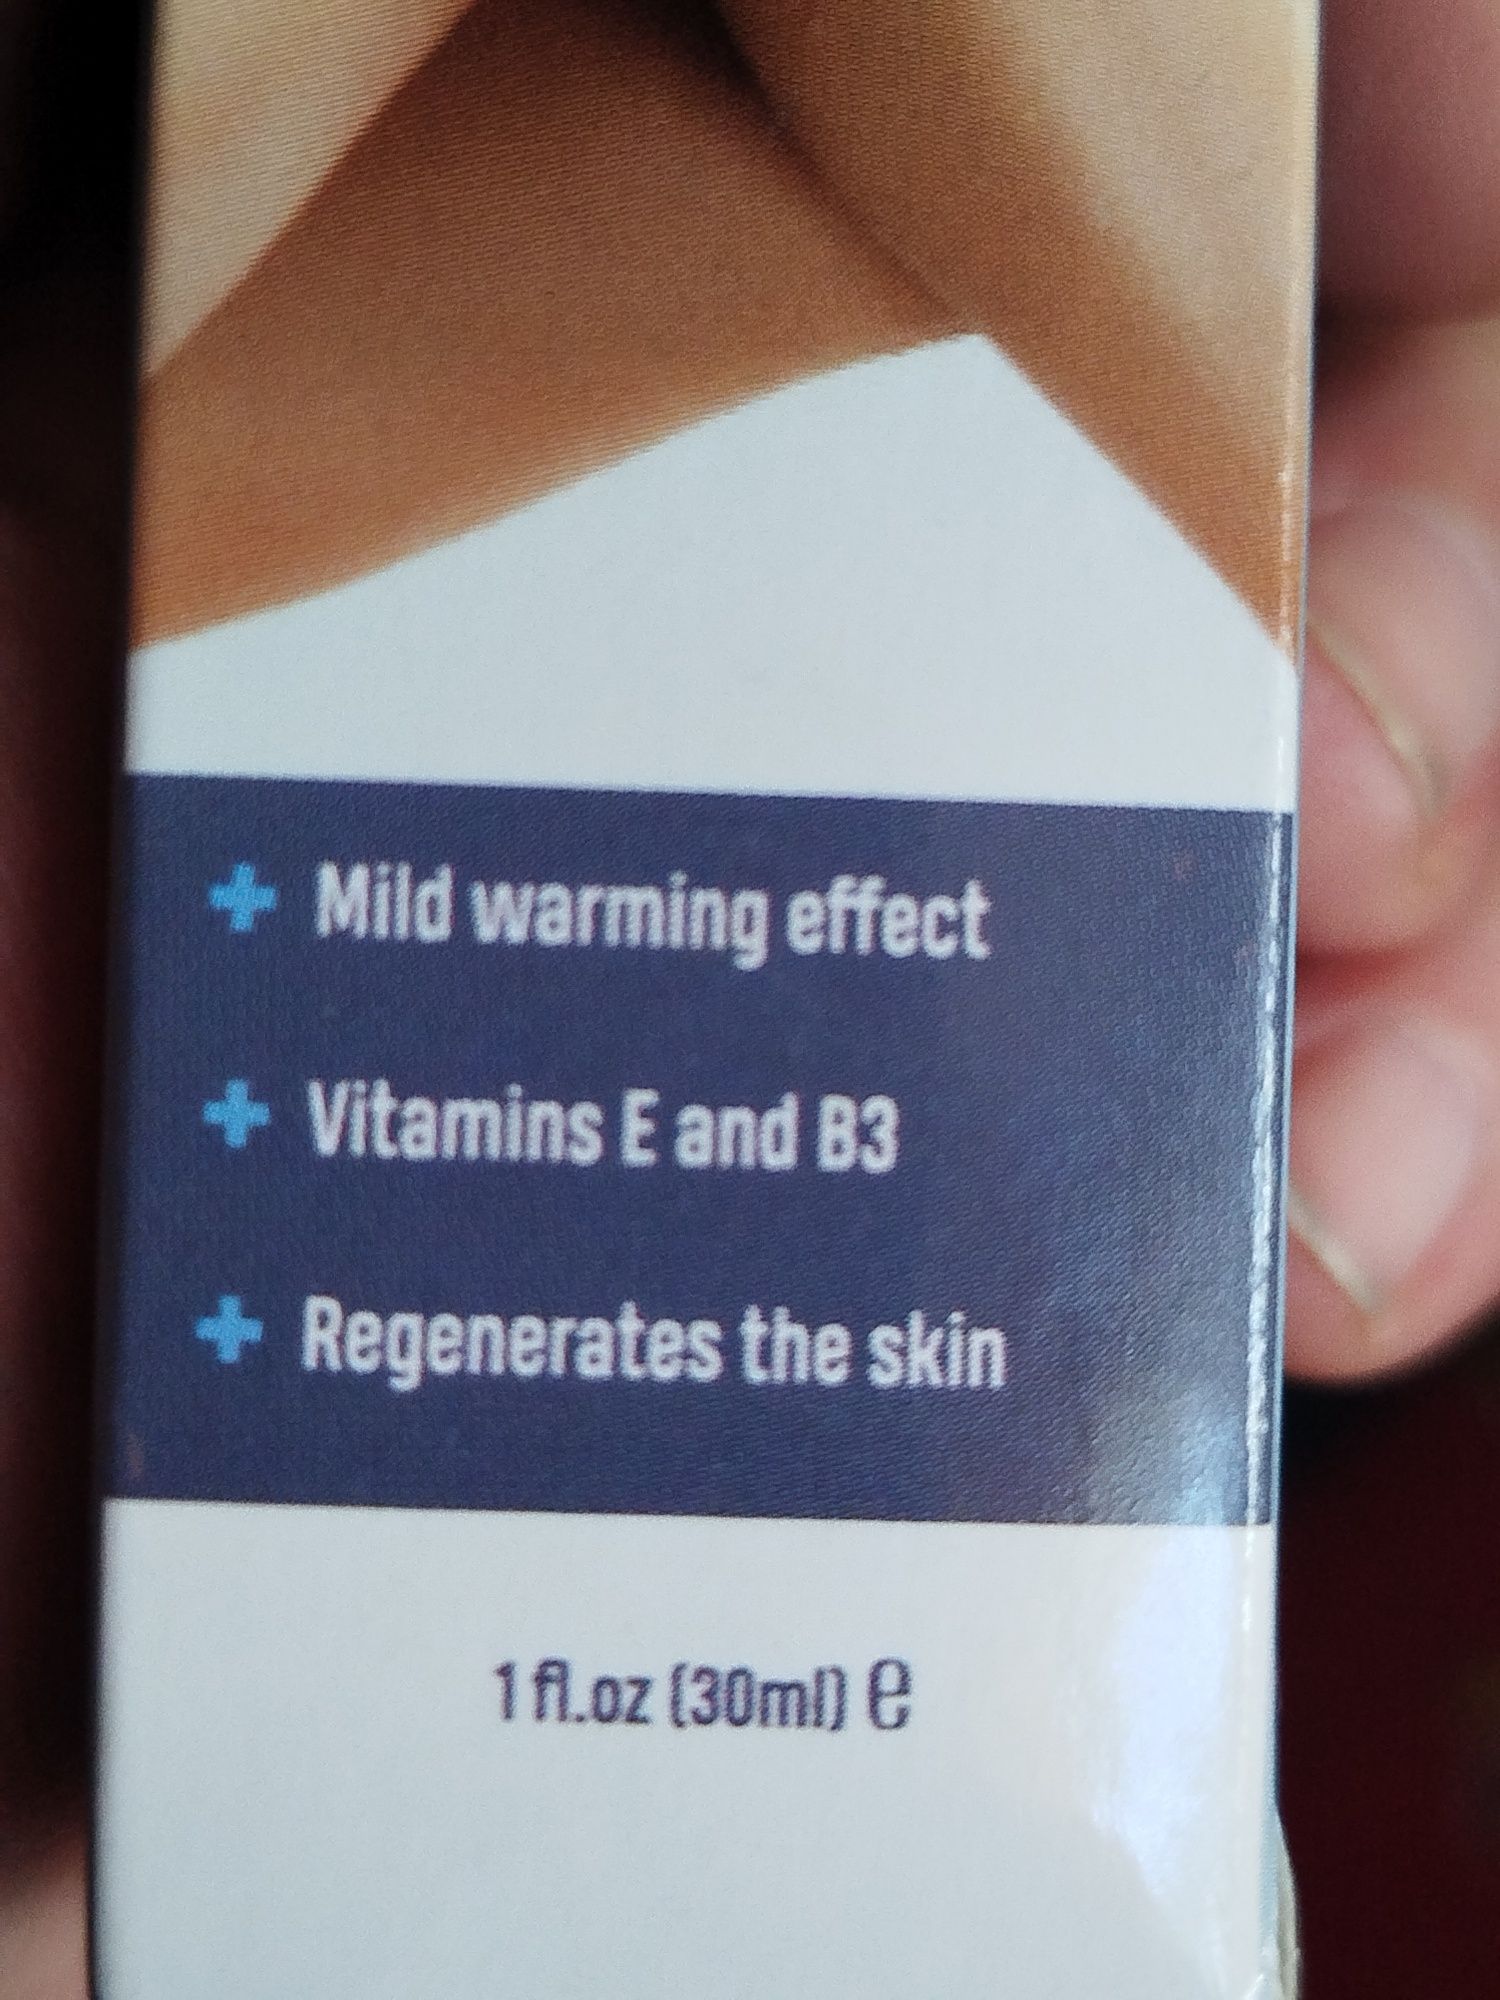 + Mild warming effect
+ Vitamins E and B3
+ Regenerates the skin
1 fl.oz (30ml) ℮